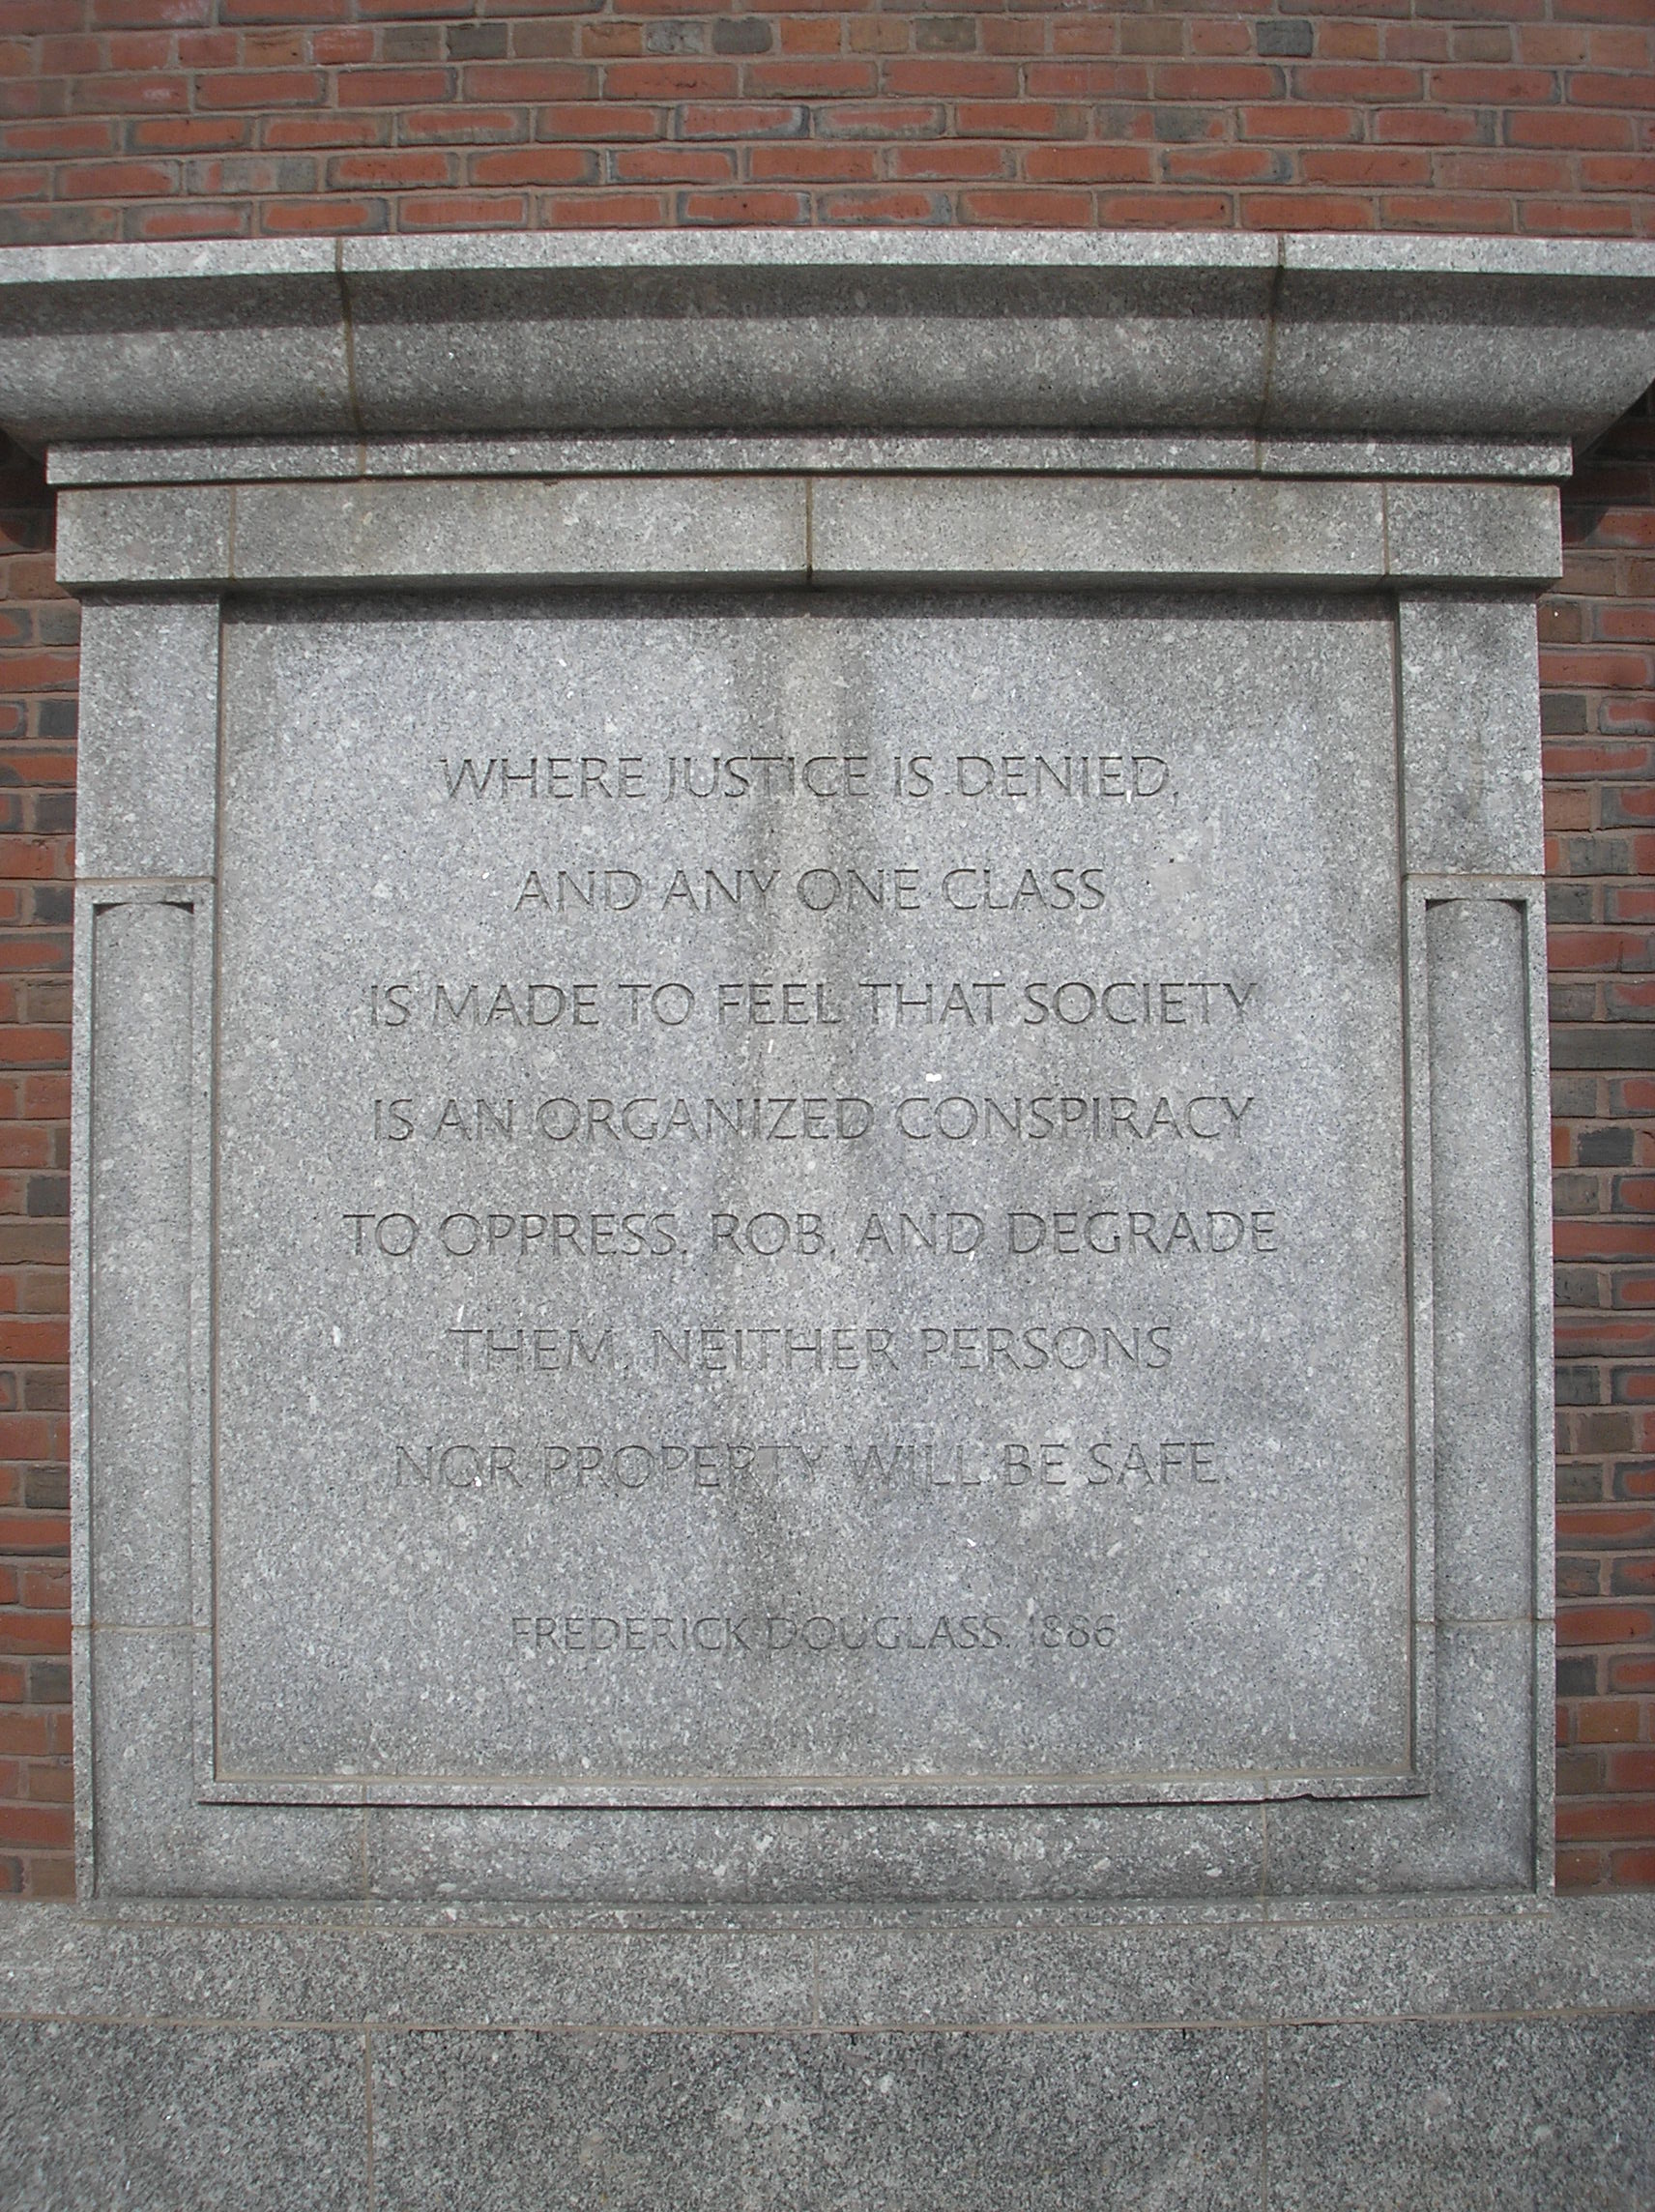 WHERE JUSTICE IS DENIED,
AND ANY ONE CLASS
IS MADE TO FEEL THAT SOCIETY
IS AN ORGANIZED CONSPIRACY
TO OPPRESS, ROB, AND DEGRADE
THEM, NEITHER PERSONS
NOR PROPERTY WILL BE SAFE.
FREDERICK DOUGLASS, 1886